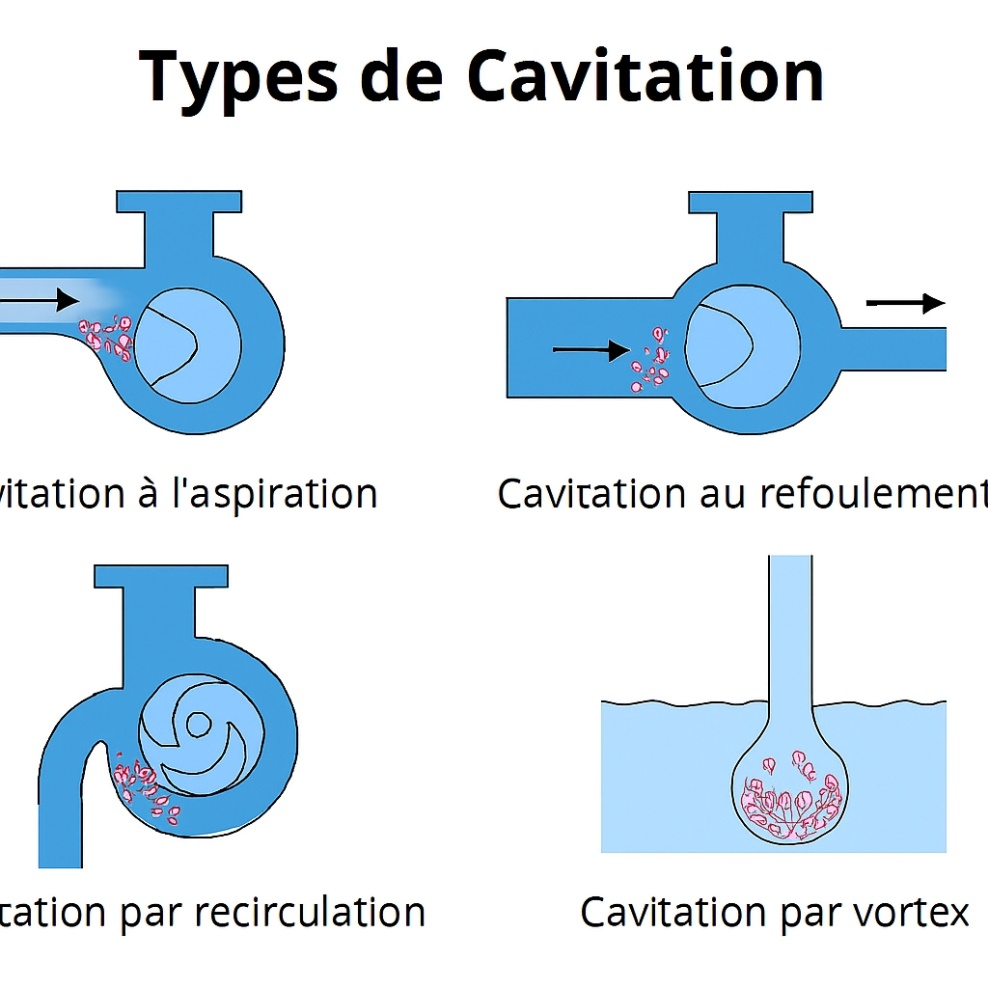 Types de Cavitation
vitation à l'aspiration
Cavitation au refoulement
tation par recirculation
Cavitation par vortex